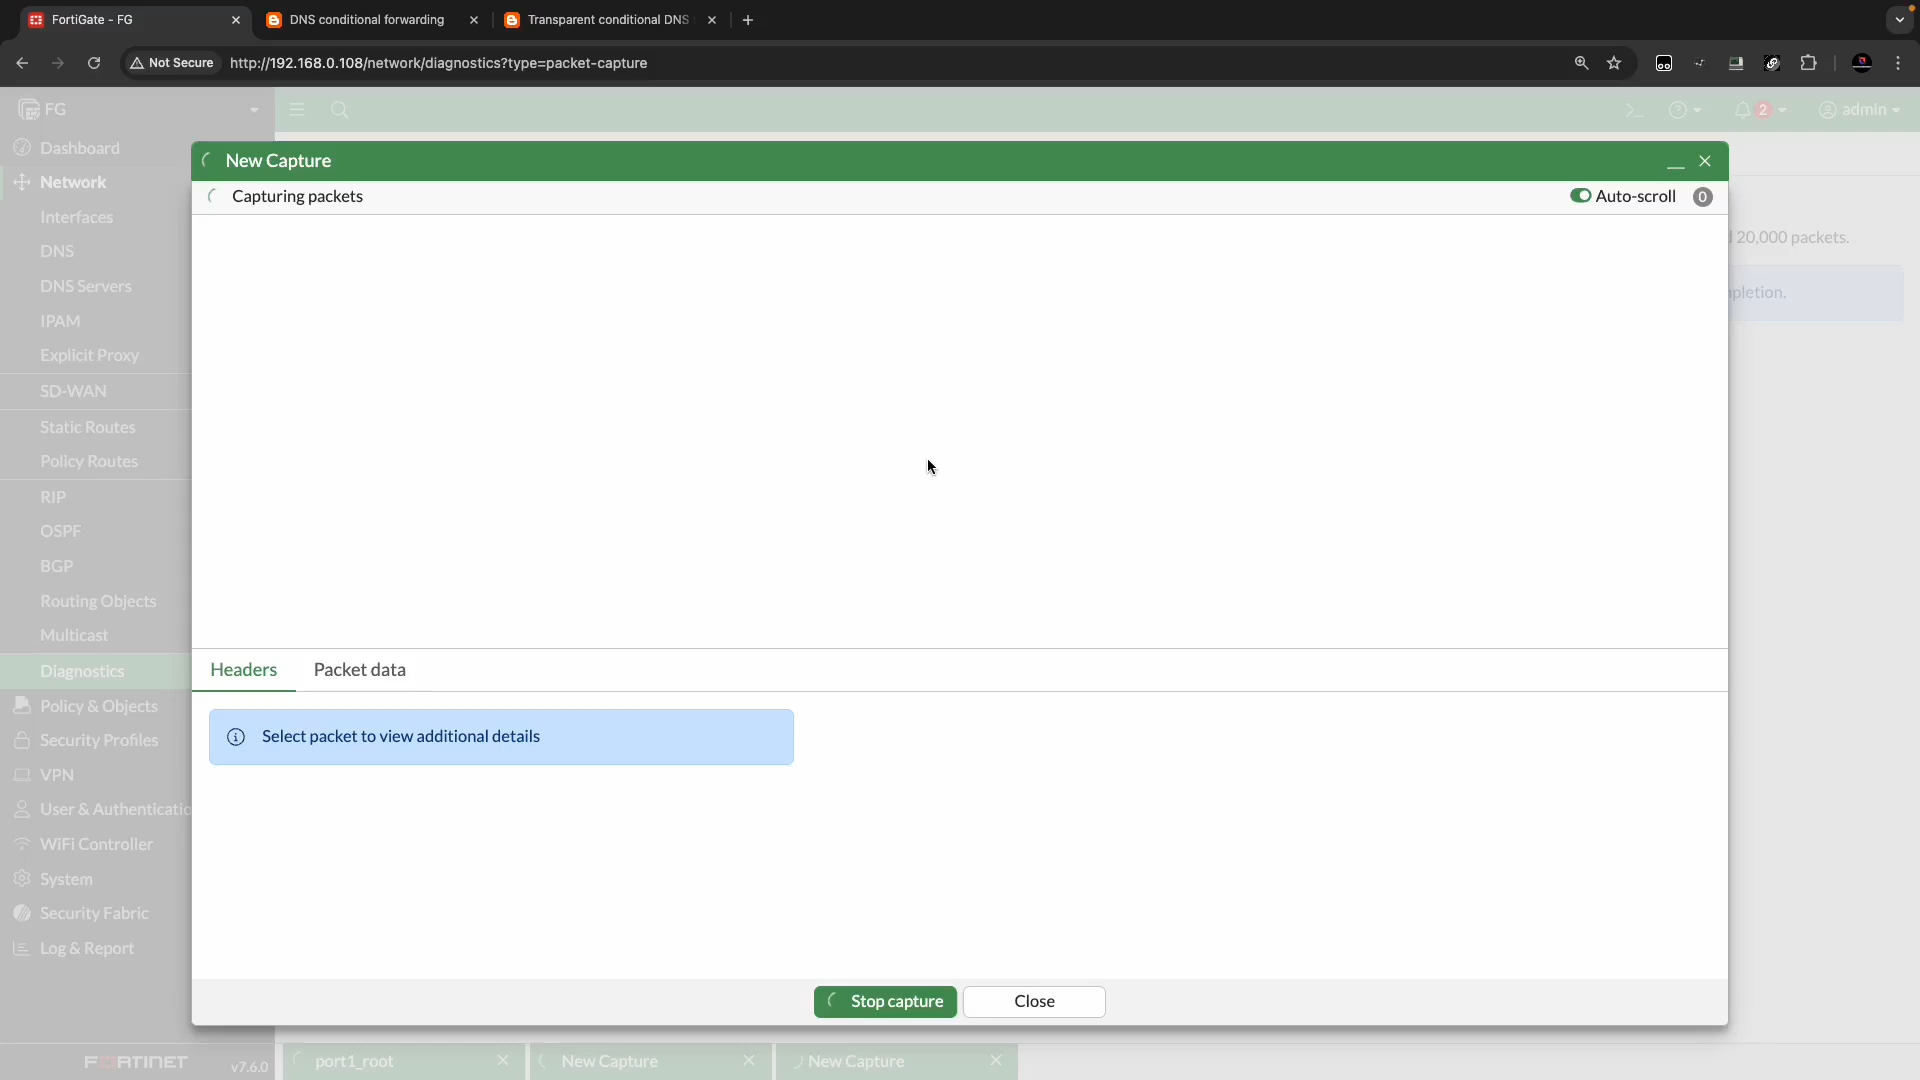 FortiGate - FG
DNS conditional forwarding
Transparent conditional DNS
Not Secure
http://192.168.0.108/network/diagnostics?type=packet-capture
FG
2
admin
Dashboard
Network
Interfaces
DNS
DNS Servers
IPAM
Explicit Proxy
SD-WAN
Static Routes
Policy Routes
RIP
OSPF
BGP
Routing Objects
Multicast
Diagnostics
Policy & Objects
Security Profiles
VPN
User & Authenticatio
WiFi Controller
System
Security Fabric
Log & Report
FORTINET
v7.6.0
New Capture
Capturing packets
Auto-scroll
0
20,000 packets.
pletion.
Headers
Packet data
Select packet to view additional details
Stop capture
Close
port1_root
New Capture
New Capture